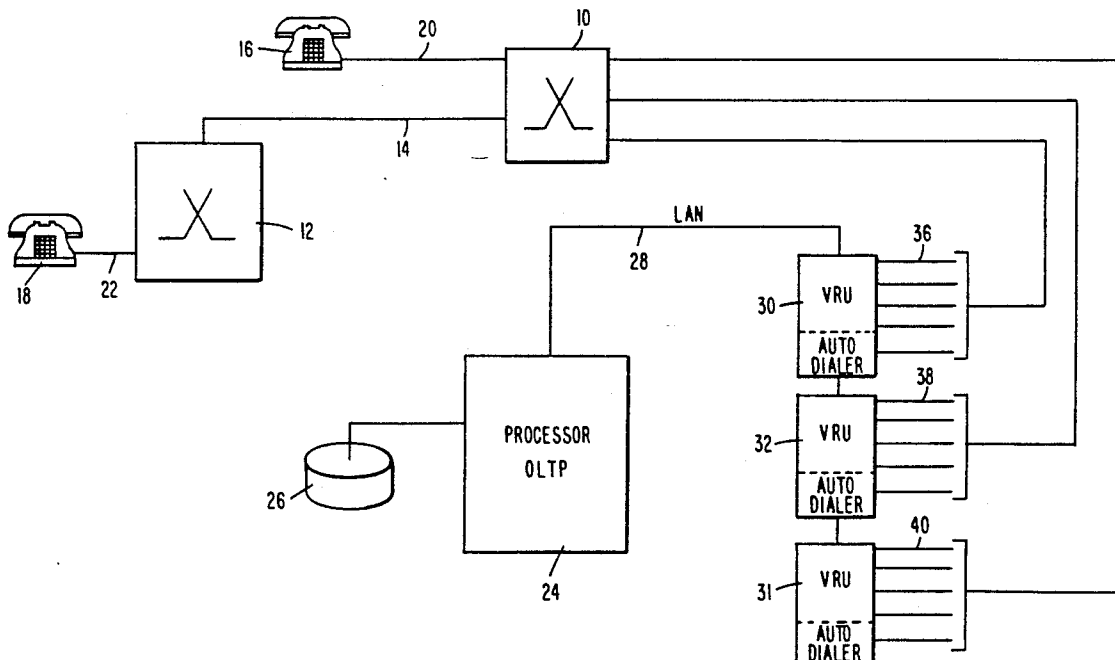 10
16
20
14
12
18
22
LAN
28
36
30
VRU
AUTO
DIALER
38
32
VRU
AUTO
DIALER
PROCESSOR
OLTP
26
24
40
31
VRU
AUTO
DIALER